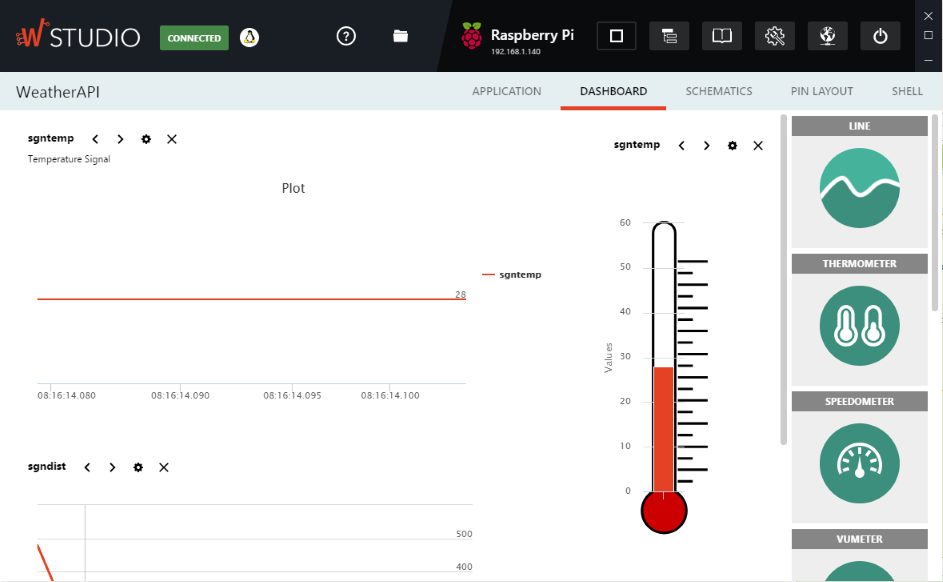 W STUDIO
CONNECTED
?
Raspberry Pi
192.168.1.140
WeatherAPI
APPLICATION
DASHBOARD
SCHEMATICS
PIN LAYOUT
SHELL
sgntemp
Temperature Signal
Plot
28
sgntemp
08:16:14.080
08:16:14.090
08:16:14.095
08:16:14.100
sgndist
500
400
sgntemp
Values
60
50
40
30
20
10
0
LINE
THERMOMETER
SPEEDOMETER
VUMETER